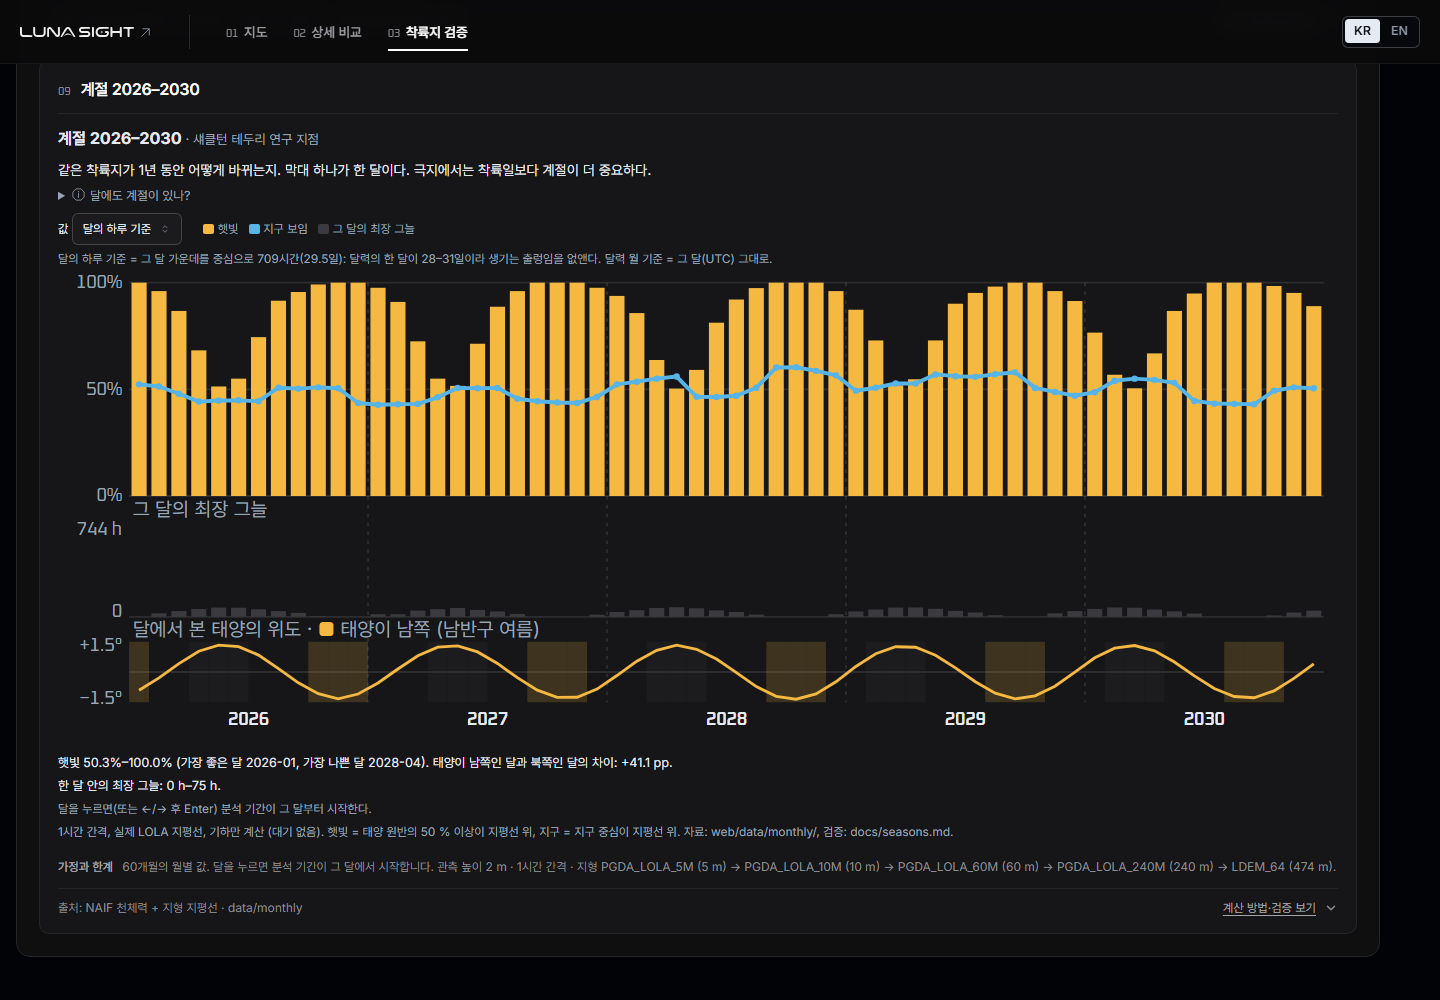 LUNA SIGHT ↗
01 지도
02 상세 비교
03 착륙지 검증
KR
EN
09 계절 2026–2030
계절 2026–2030 · 섀클턴 테두리 연구 지점
같은 착륙지가 1년 동안 어떻게 바뀌는지. 막대 하나가 한 달이다. 극지에서는 착륙일보다 계절이 더 중요하다.
▶ ⓘ 달에도 계절이 있나?
값 달의 하루 기준 햇빛 지구 보임 그 달의 최장 그늘
달의 하루 기준 = 그 달 가운데를 중심으로 709시간(29.5일): 달력의 한 달이 28–31일이라 생기는 출렁임을 없앤다. 달력 월 기준 = 그 달(UTC) 그대로.
100%
50%
0%
그 달의 최장 그늘
744 h
0
달에서 본 태양의 위도 · 태양이 남쪽 (남반구 여름)
+1.5°
−1.5°
2026 2027 2028 2029 2030
햇빛 50.3%–100.0% (가장 좋은 달 2026-01, 가장 나쁜 달 2028-04). 태양이 남쪽인 달과 북쪽인 달의 차이: +41.1 pp.
한 달 안의 최장 그늘: 0 h–75 h.
달을 누르면(또는 ←/→ 후 Enter) 분석 기간이 그 달부터 시작한다.
1시간 간격, 실제 LOLA 지평선, 기하만 계산 (대기 없음). 햇빛 = 태양 원반의 50 % 이상이 지평선 위, 지구 = 지구 중심이 지평선 위. 자료: web/data/monthly/, 검증: docs/seasons.md.
가정과 한계 60개월의 월별 값. 달을 누르면 분석 기간이 그 달에서 시작합니다. 관측 높이 2 m · 1시간 간격 · 지형 PGDA_LOLA_5M (5 m) → PGDA_LOLA_10M (10 m) → PGDA_LOLA_60M (60 m) → PGDA_LOLA_240M (240 m) → LDEM_64 (474 m).
출처: NAIF 천체력 + 지형 지평선 · data/monthly
계산 방법·검증 보기